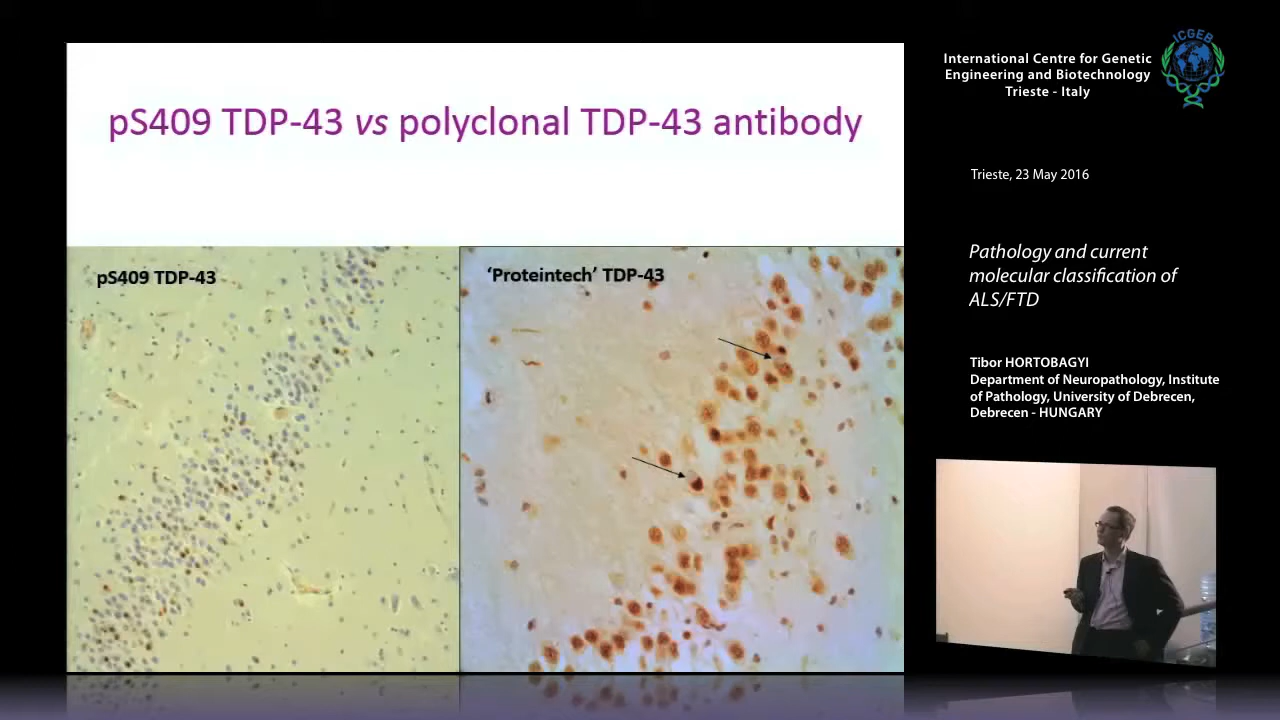 pS409 TDP-43 vs polyclonal TDP-43 antibody
pS409 TDP-43
‘Proteintech’ TDP-43
International Centre for Genetic
Engineering and Biotechnology
Trieste - Italy
ICGEB
Trieste, 23 May 2016
Pathology and current
molecular classification of
ALS/FTD
Tibor HORTOBAGYI
Department of Neuropathology, Institute
of Pathology, University of Debrecen,
Debrecen - HUNGARY